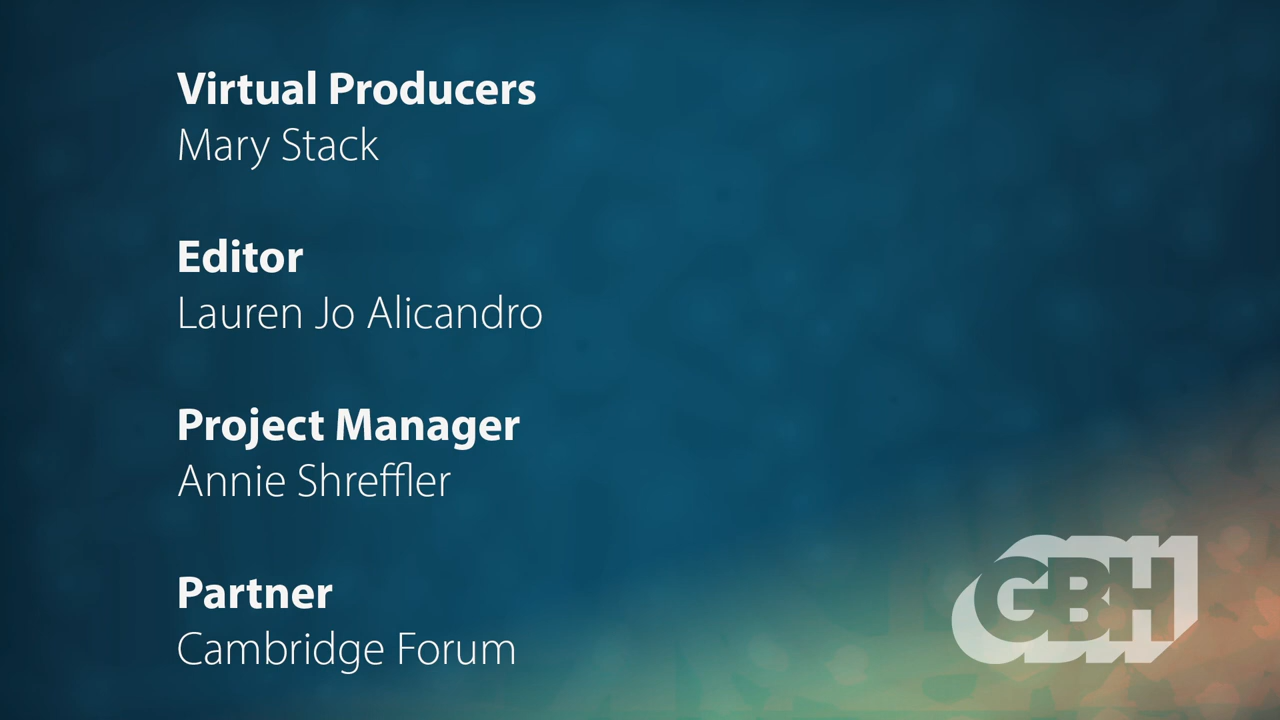 Virtual Producers
Mary Stack
Editor
Lauren Jo Alicandro
Project Manager
Annie Shreffler
Partner
Cambridge Forum
GBH